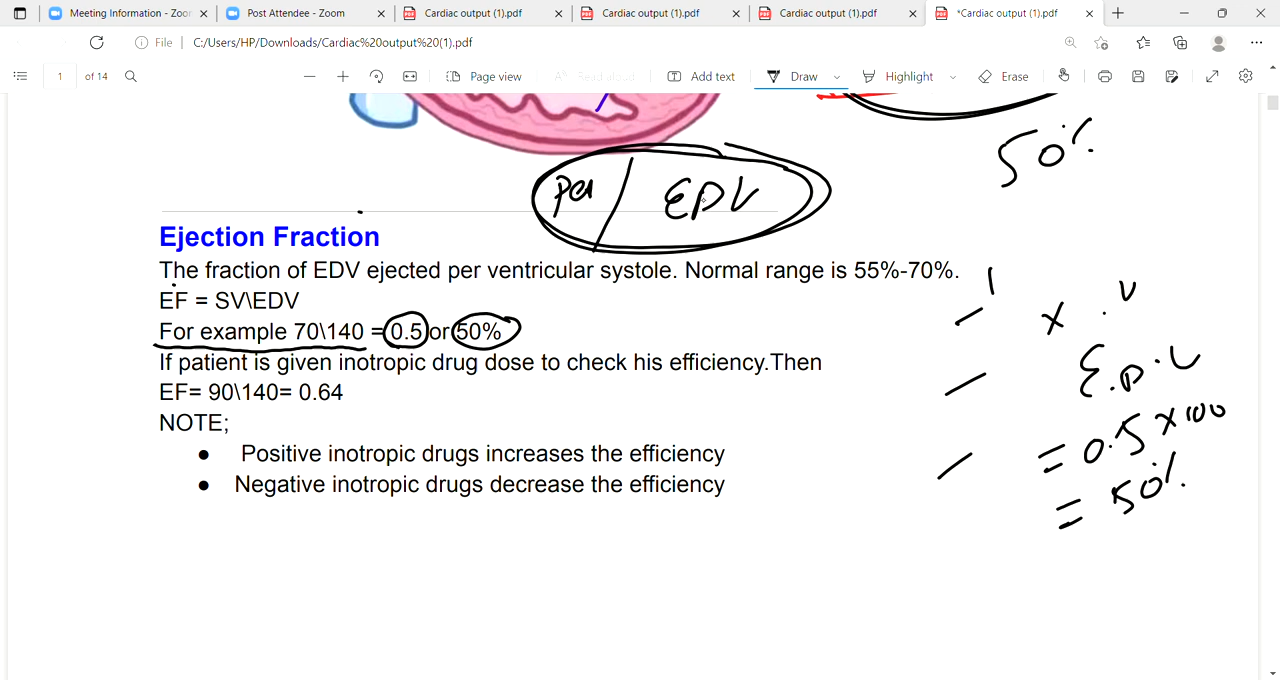 Meeting Information - Zoom
Post Attendee - Zoom
Cardiac output (1).pdf
Cardiac output (1).pdf
Cardiac output (1).pdf
*Cardiac output (1).pdf
File
C:/Users/HP/Downloads/Cardiac%20output%20(1).pdf
1 of 14
Page view
Read aloud
Add text
Draw
Highlight
Erase
50%
per / EDV
Ejection Fraction
The fraction of EDV ejected per ventricular systole. Normal range is 55%-70%.
EF = SV\EDV
For example 70\140 = 0.5 or 50%
If patient is given inotropic drug dose to check his efficiency.Then
EF= 90\140= 0.64
NOTE;
● Positive inotropic drugs increases the efficiency
● Negative inotropic drugs decrease the efficiency
= 0.5 x 100
= 50%